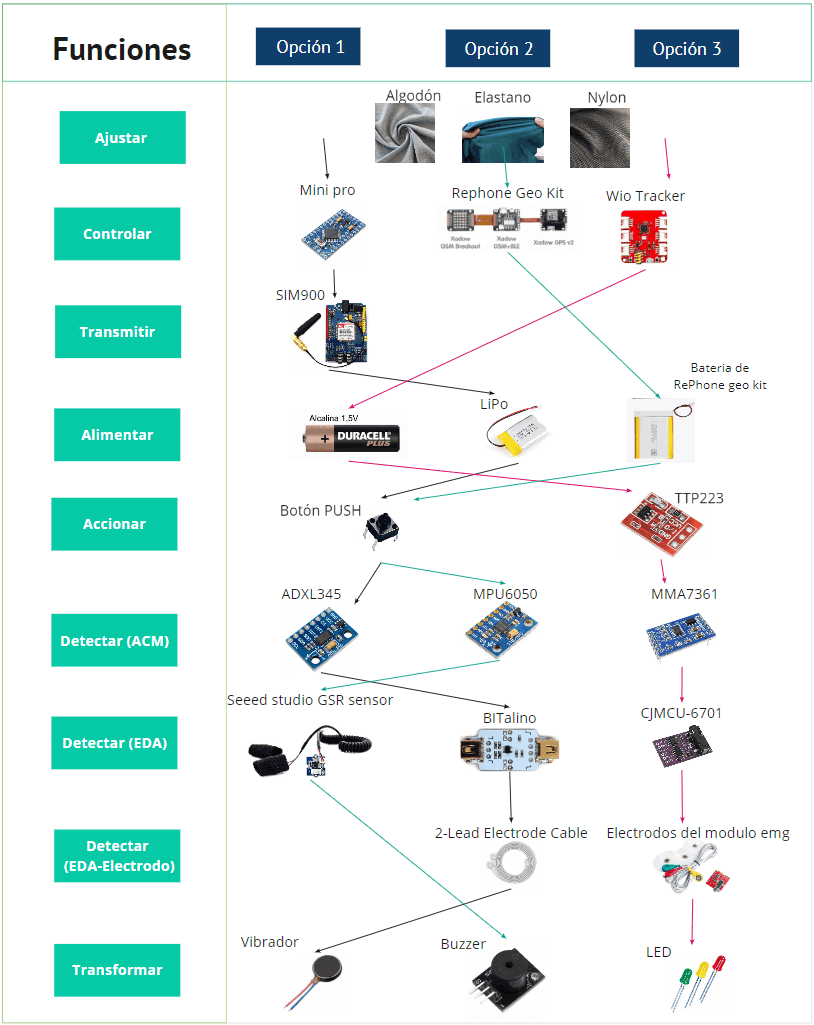 Funciones
Opción 1
Opción 2
Opción 3
Algodón
Elastano
Nylon
Ajustar
Mini pro
Rephone Geo Kit
Wio Tracker
Controlar
Xadow
GSM Breakout
Xadow
GSM+BLE
Xadow GPS v2
SIM900
Transmitir
Bateria de
RePhone geo kit
LiPo
Alcalina 1,5V
Alimentar
DURACELL
PLUS
Botón PUSH
TTP223
Accionar
ADXL345
MPU6050
MMA7361
Detectar (ACM)
Seeed studio GSR sensor
BITalino
CJMCU-6701
Detectar (EDA)
2-Lead Electrode Cable
Electrodos del modulo emg
Detectar
(EDA-Electrodo)
Vibrador
Buzzer
LED
Transformar